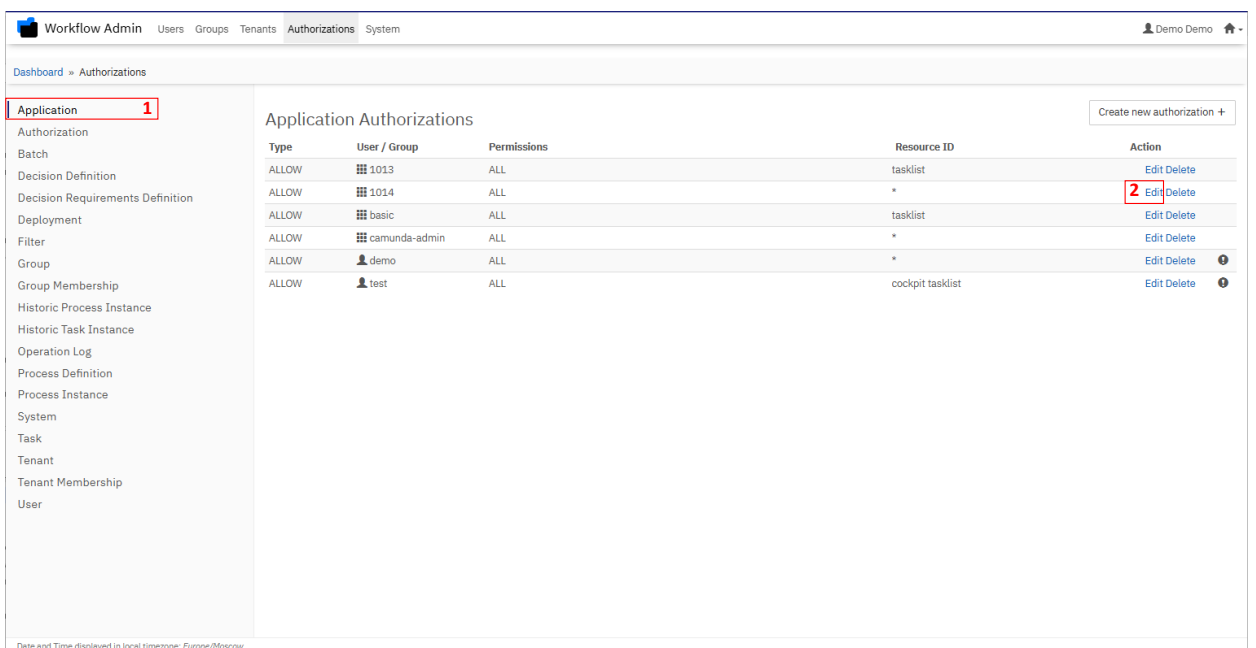 Workflow Admin Users Groups Tenants Authorizations System Demo Demo
Dashboard » Authorizations
Application 1
Authorization
Batch
Decision Definition
Decision Requirements Definition
Deployment
Filter
Group
Group Membership
Historic Process Instance
Historic Task Instance
Operation Log
Process Definition
Process Instance
System
Task
Tenant
Tenant Membership
User
Application Authorizations
Create new authorization +
Type User / Group Permissions Resource ID Action
ALLOW 1013 ALL tasklist Edit Delete
ALLOW 1014 ALL * 2 Edit Delete
ALLOW basic ALL tasklist Edit Delete
ALLOW camunda-admin ALL * Edit Delete
ALLOW demo ALL * Edit Delete
ALLOW test ALL cockpit tasklist Edit Delete
Date and Time displayed in local timezone: Europe/Moscow